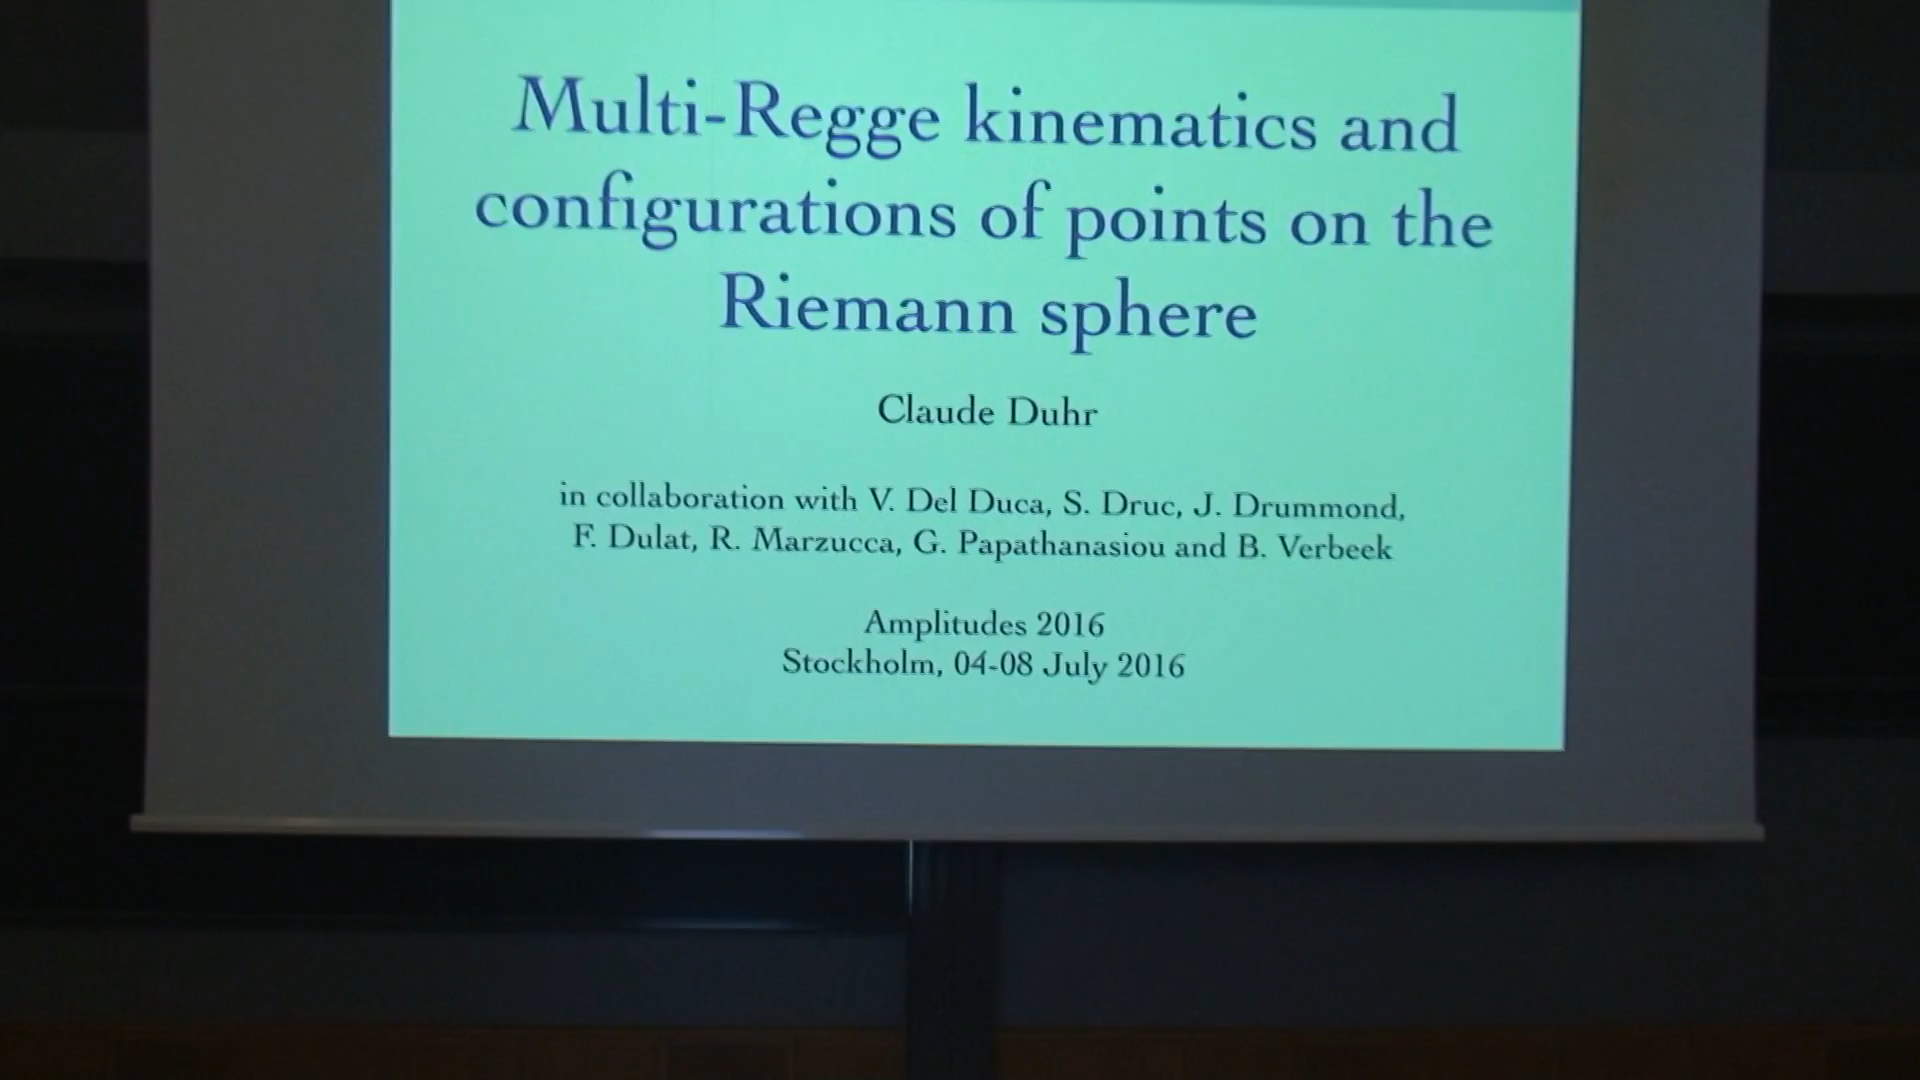 Multi-Regge kinematics and
configurations of points on the
Riemann sphere
Claude Duhr
in collaboration with V. Del Duca, S. Druc, J. Drummond,
F. Dulat, R. Marzucca, G. Papathanasiou and B. Verbeek
Amplitudes 2016
Stockholm, 04-08 July 2016